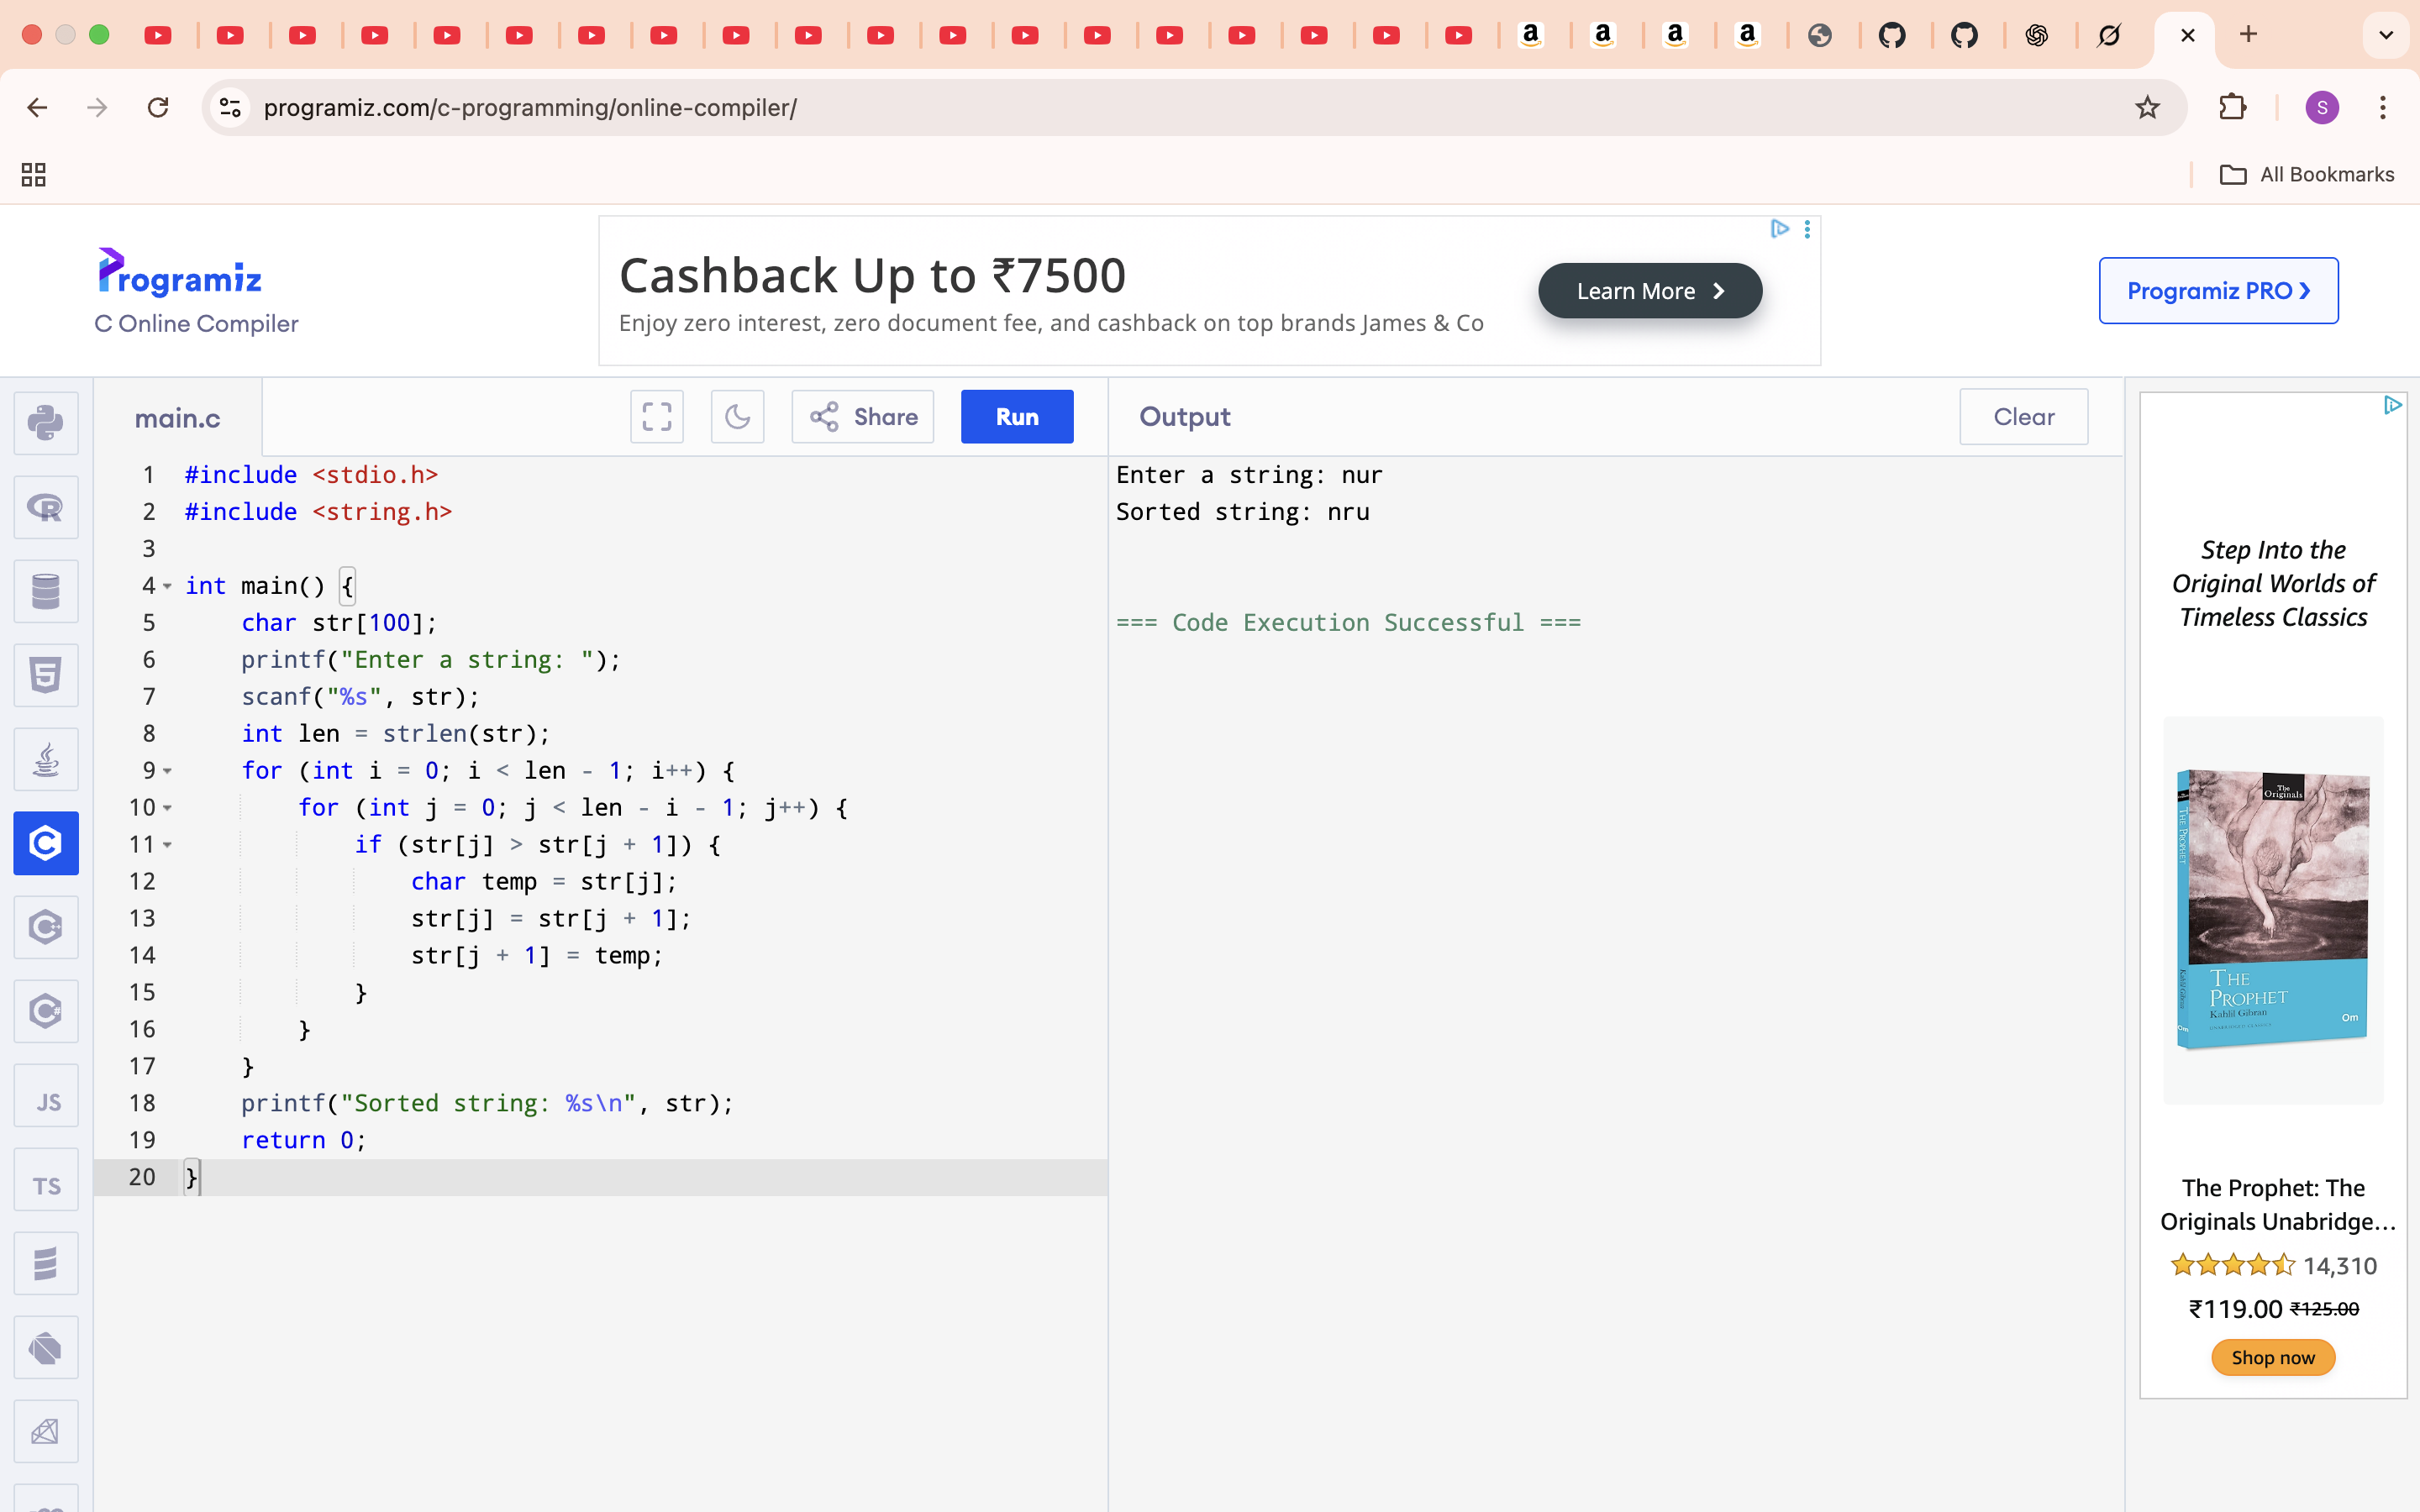 S
programiz.com/c-programming/online-compiler/
All Bookmarks
Programiz
C Online Compiler
Cashback Up to ₹7500
Enjoy zero interest, zero document fee, and cashback on top brands James & Co
Learn More
Programiz PRO
main.c
Share
Run
Output
Clear
1 #include <stdio.h>
2 #include <string.h>
3
4 int main() {
5     char str[100];
6     printf("Enter a string: ");
7     scanf("%s", str);
8     int len = strlen(str);
9     for (int i = 0; i < len - 1; i++) {
10         for (int j = 0; j < len - i - 1; j++) {
11             if (str[j] > str[j + 1]) {
12                 char temp = str[j];
13                 str[j] = str[j + 1];
14                 str[j + 1] = temp;
15             }
16         }
17     }
18     printf("Sorted string: %s\n", str);
19     return 0;
20 }
Enter a string: nur
Sorted string: nru
=== Code Execution Successful ===
JS
TS
Step Into the
Original Worlds of
Timeless Classics
The
Originals
THE PROPHET
THE
PROPHET
Kahlil Gibran
Om
The Prophet: The
Originals Unabridge...
14,310
₹119.00 ₹125.00
Shop now